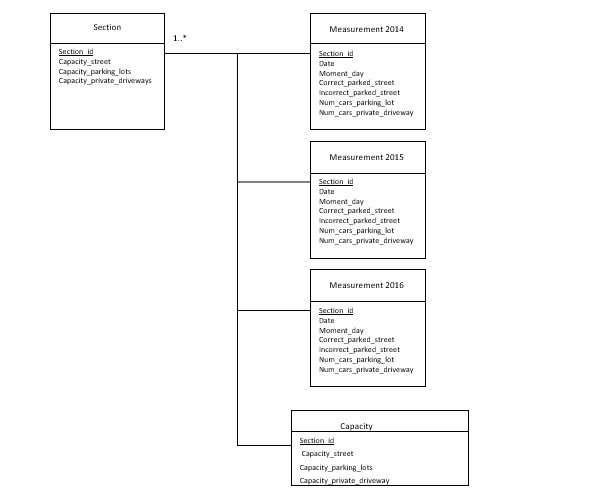 Section
Section_id
Capacity_street
Capacity_parking_lots
Capacity_private_driveways
1..*
Measurement 2014
Section_id
Date
Moment_day
Correct_parked_street
Incorrect_parked_street
Num_cars_parking_lot
Num_cars_private_driveway
Measurement 2015
Section_id
Date
Moment_day
Correct_parked_street
Incorrect_parked_street
Num_cars_parking_lot
Num_cars_private_driveway
Measurement 2016
Section_id
Date
Moment_day
Correct_parked_street
Incorrect_parked_street
Num_cars_parking_lot
Num_cars_private_driveway
Capacity
Section_id
Capacity_street
Capacity_parking_lots
Capacity_private_driveway